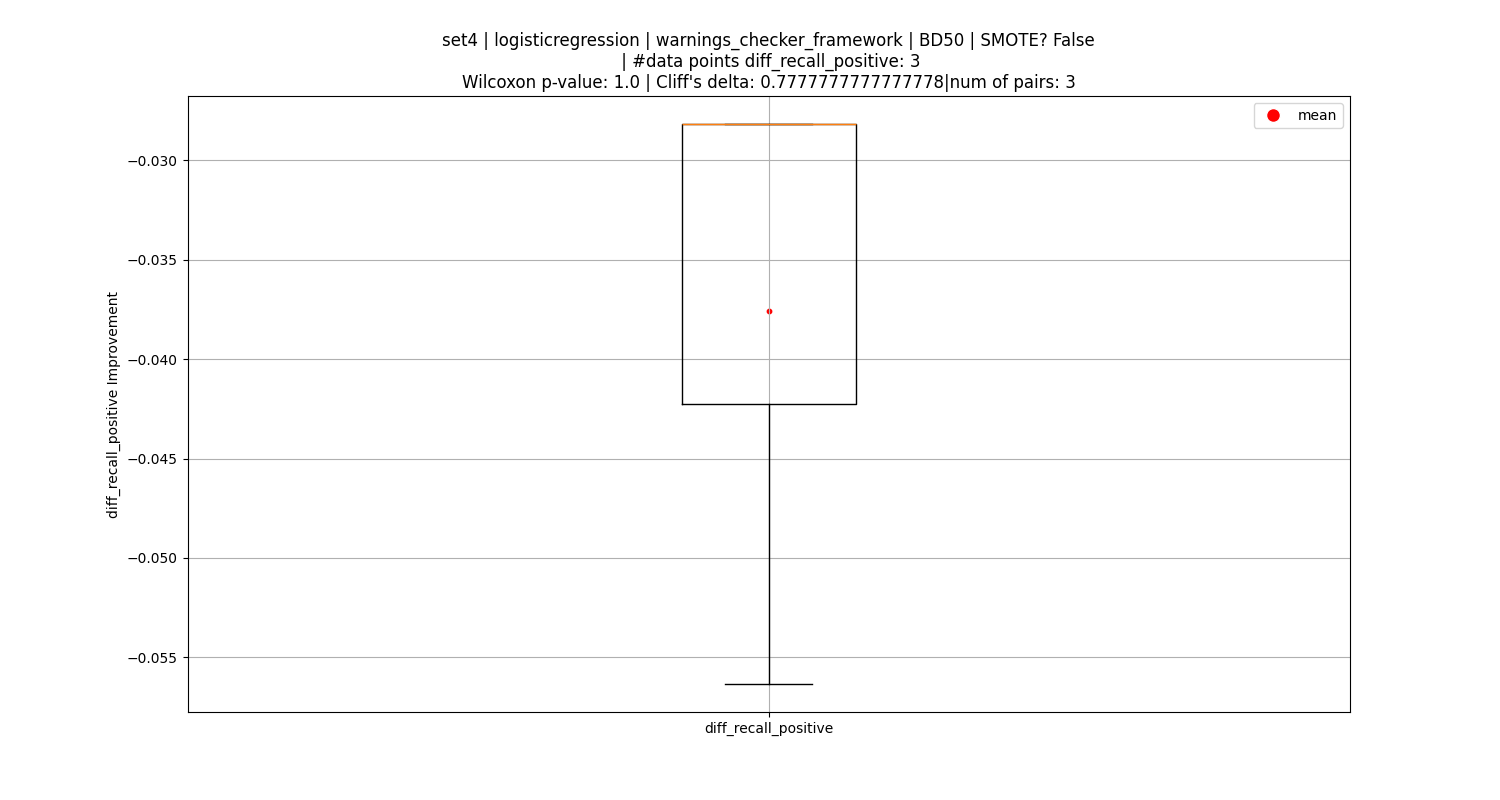 set4 | logisticregression | warnings_checker_framework | BD50 | SMOTE? False
| #data points diff_recall_positive: 3
Wilcoxon p-value: 1.0 | Cliff's delta: 0.7777777777777778|num of pairs: 3
mean
−0.030
−0.035
−0.040
−0.045
−0.050
−0.055
diff_recall_positive Improvement
diff_recall_positive